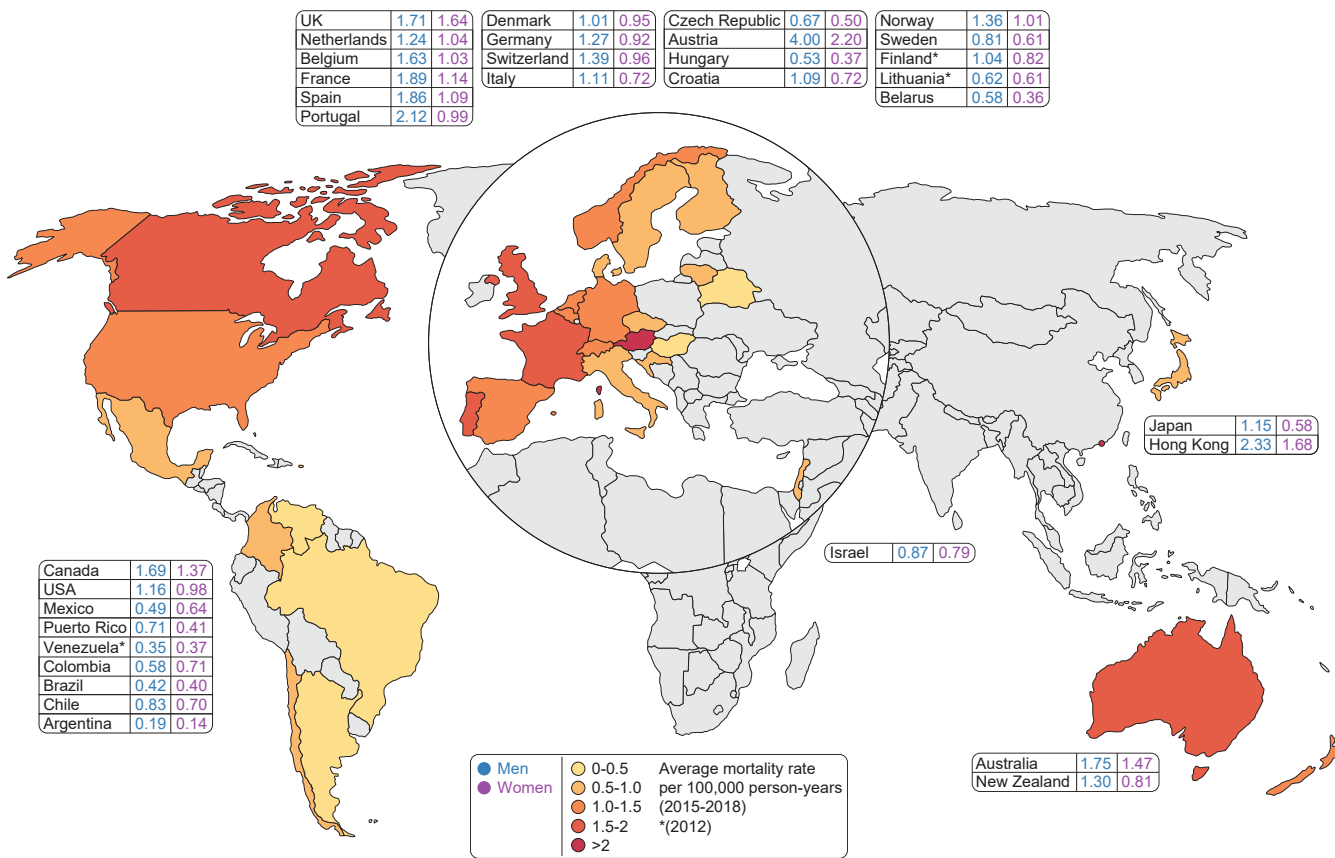 UK 1.71 1.64
Netherlands 1.24 1.04
Belgium 1.63 1.03
France 1.89 1.14
Spain 1.86 1.09
Portugal 2.12 0.99
Denmark 1.01 0.95
Germany 1.27 0.92
Switzerland 1.39 0.96
Italy 1.11 0.72
Czech Republic 0.67 0.50
Austria 4.00 2.20
Hungary 0.53 0.37
Croatia 1.09 0.72
Norway 1.36 1.01
Sweden 0.81 0.61
Finland* 1.04 0.82
Lithuania* 0.62 0.61
Belarus 0.58 0.36
Japan 1.15 0.58
Hong Kong 2.33 1.68
Israel 0.87 0.79
Canada 1.69 1.37
USA 1.16 0.98
Mexico 0.49 0.64
Puerto Rico 0.71 0.41
Venezuela* 0.35 0.37
Colombia 0.58 0.71
Brazil 0.42 0.40
Chile 0.83 0.70
Argentina 0.19 0.14
Australia 1.75 1.47
New Zealand 1.30 0.81
Men
Women
0-0.5
0.5-1.0
1.0-1.5
1.5-2
>2
Average mortality rate
per 100,000 person-years
(2015-2018)
*(2012)